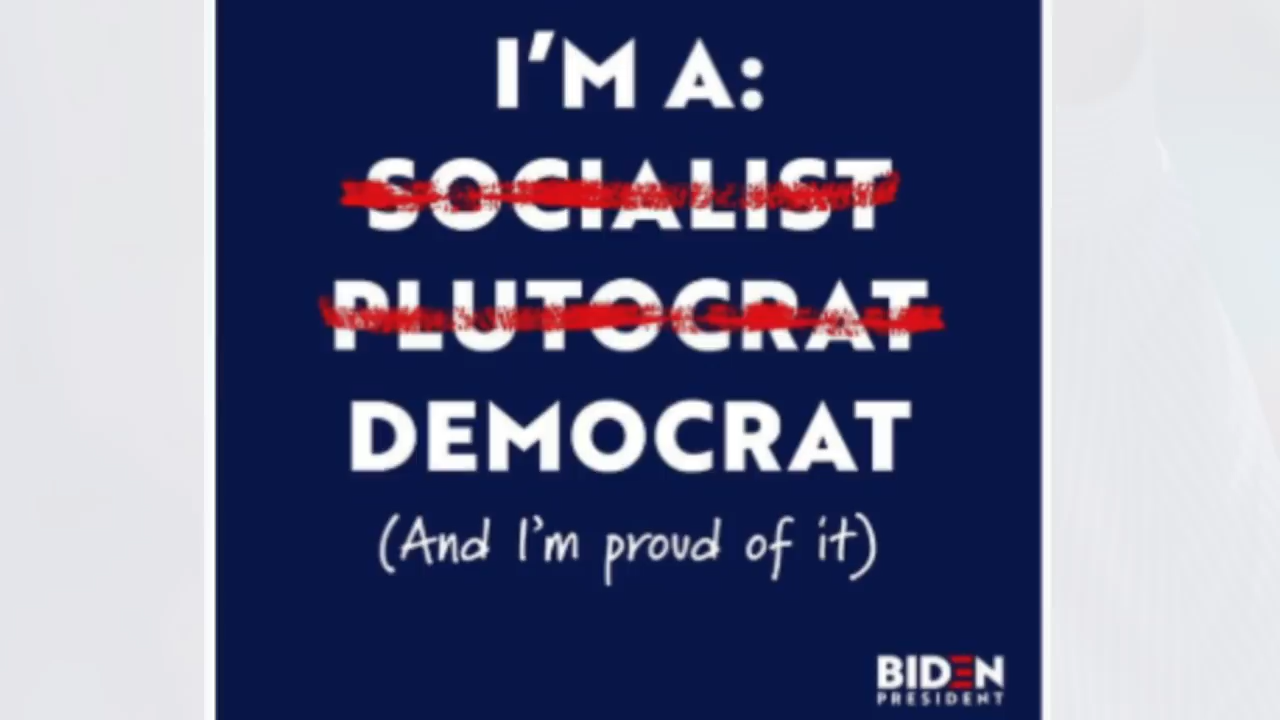 I'M A:
SOCIALIST
PLUTOCRAT
DEMOCRAT
(And I'm proud of it)
BIDEN
PRESIDENT